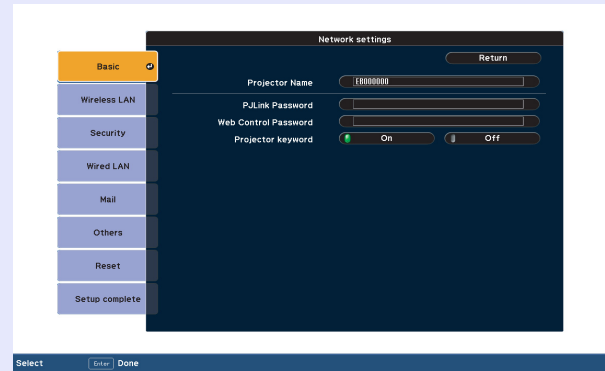 Network settings
Return
Basic
Projector Name EB000000
Wireless LAN
PJLink Password
Web Control Password
Security
Projector keyword On Off
Wired LAN
Mail
Others
Reset
Setup complete
Select Enter Done